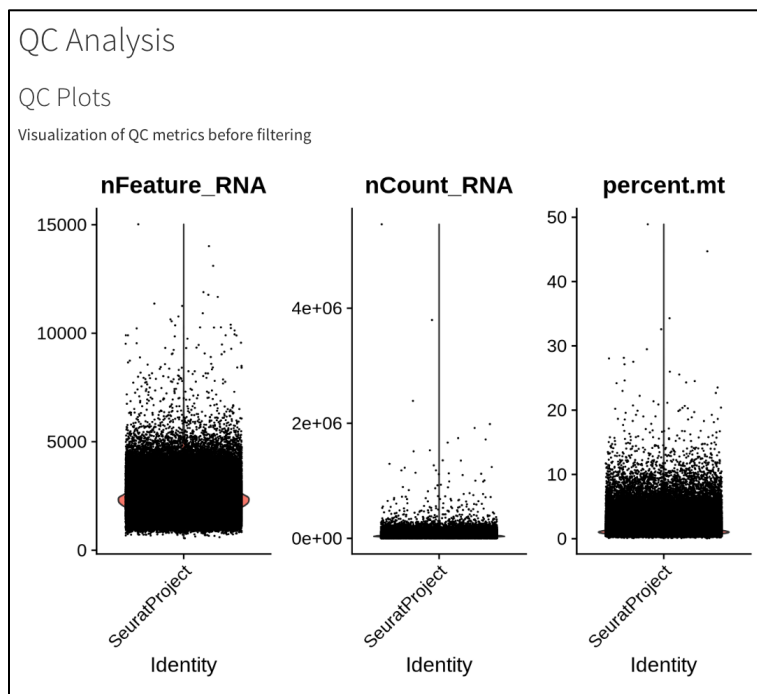 QC Analysis
QC Plots
Visualization of QC metrics before filtering
nFeature_RNA
15000
10000
5000
0
SeuratProject
Identity
nCount_RNA
4e+06
2e+06
0e+00
SeuratProject
Identity
percent.mt
50
40
30
20
10
0
SeuratProject
Identity